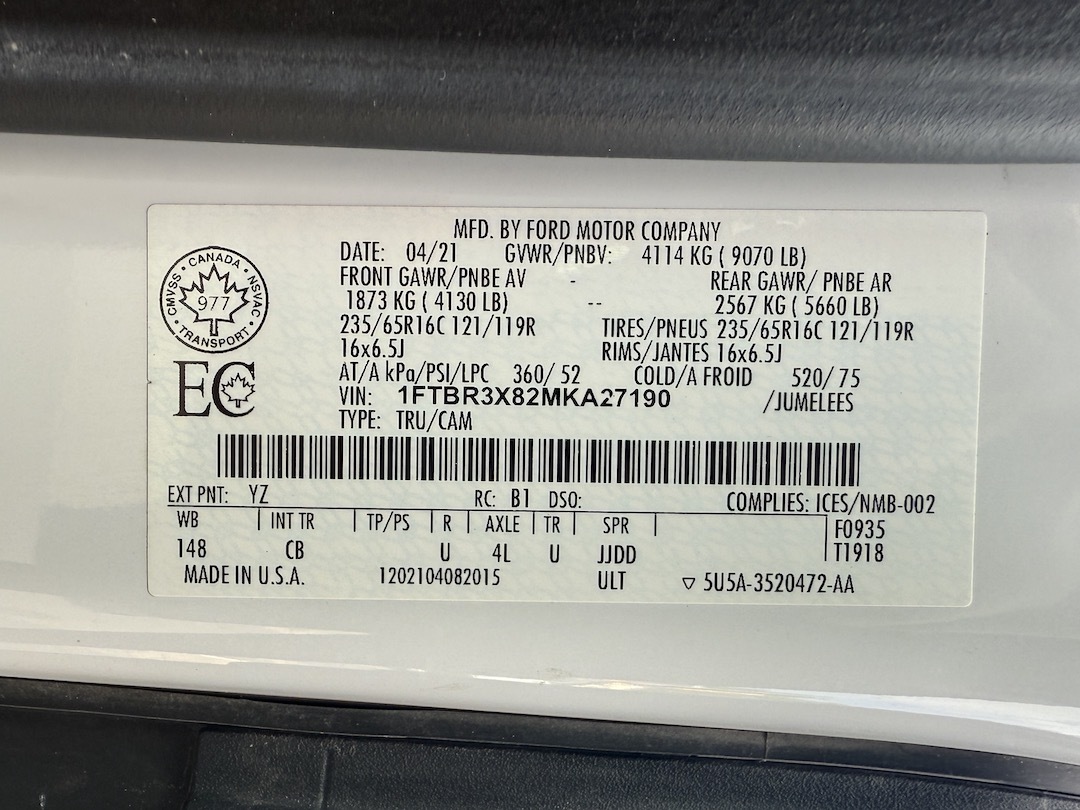 MFD. BY FORD MOTOR COMPANY
DATE: 04/21 GVWR/PNBV: 4114 KG ( 9070 LB)
FRONT GAWR/PNBE AV - REAR GAWR/ PNBE AR
1873 KG ( 4130 LB) -- 2567 KG ( 5660 LB)
235/65R16C 121/119R TIRES/PNEUS 235/65R16C 121/119R
16x6.5J RIMS/JANTES 16x6.5J
AT/A kPa/PSI/LPC 360/ 52 COLD/A FROID 520/ 75
VIN: 1FTBR3X82MKA27190 /JUMELEES
TYPE: TRU/CAM
CMVSS • CANADA • NSVAC • TRANSPORT •
977
EC
EXT PNT: YZ RC: B1 DSO: COMPLIES: ICES/NMB-002
WB | INT TR | TP/PS | R | AXLE | TR | SPR | F0935
148 CB U 4L U JJDD T1918
MADE IN U.S.A. 1202104082015 ULT ▽ 5U5A-3520472-AA